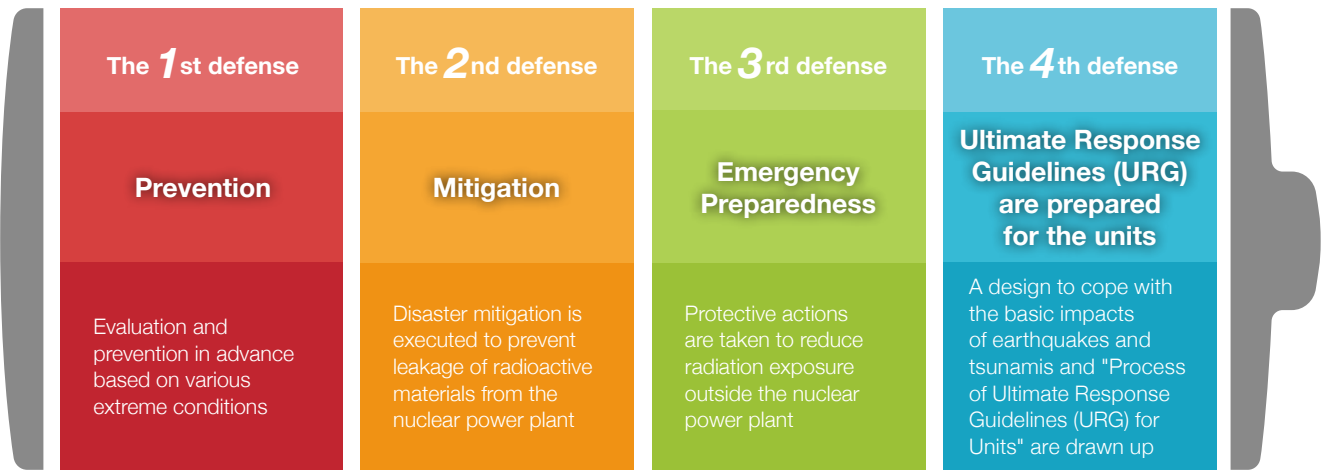 The 1st defense
Prevention
Evaluation and
prevention in advance
based on various
extreme conditions
The 2nd defense
Mitigation
Disaster mitigation is
executed to prevent
leakage of radioactive
materials from the
nuclear power plant
The 3rd defense
Emergency
Preparedness
Protective actions
are taken to reduce
radiation exposure
outside the nuclear
power plant
The 4th defense
Ultimate Response
Guidelines (URG)
are prepared
for the units
A design to cope with
the basic impacts
of earthquakes and
tsunamis and "Process
of Ultimate Response
Guidelines (URG) for
Units" are drawn up